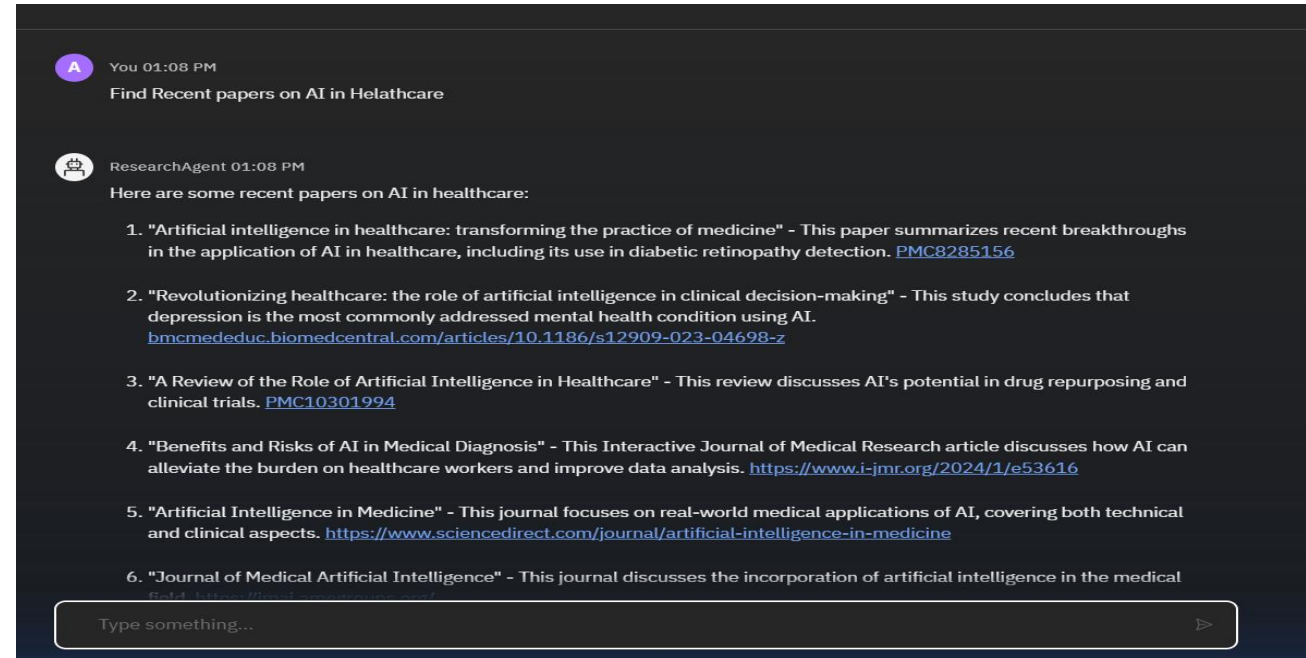 A
You 01:08 PM
Find Recent papers on AI in Helathcare
ResearchAgent 01:08 PM
Here are some recent papers on AI in healthcare:
1. "Artificial intelligence in healthcare: transforming the practice of medicine" - This paper summarizes recent breakthroughs
in the application of AI in healthcare, including its use in diabetic retinopathy detection. PMC8285156
2. "Revolutionizing healthcare: the role of artificial intelligence in clinical decision-making" - This study concludes that
depression is the most commonly addressed mental health condition using AI.
bmcmededuc.biomedcentral.com/articles/10.1186/s12909-023-04698-z
3. "A Review of the Role of Artificial Intelligence in Healthcare" - This review discusses AI's potential in drug repurposing and
clinical trials. PMC10301994
4. "Benefits and Risks of AI in Medical Diagnosis" - This Interactive Journal of Medical Research article discusses how AI can
alleviate the burden on healthcare workers and improve data analysis. https://www.i-jmr.org/2024/1/e53616
5. "Artificial Intelligence in Medicine" - This journal focuses on real-world medical applications of AI, covering both technical
and clinical aspects. https://www.sciencedirect.com/journal/artificial-intelligence-in-medicine
6. "Journal of Medical Artificial Intelligence" - This journal discusses the incorporation of artificial intelligence in the medical
field. https://jmai.amegroups.org/
Type something...